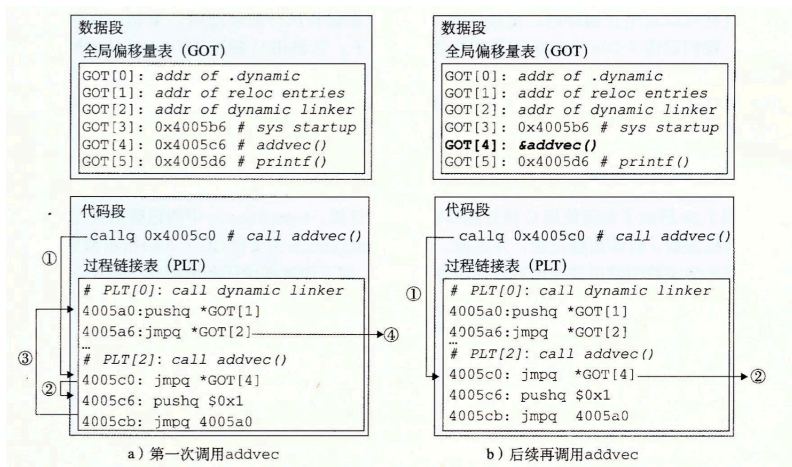 数据段
全局偏移量表（GOT）
GOT[0]: addr of .dynamic
GOT[1]: addr of reloc entries
GOT[2]: addr of dynamic linker
GOT[3]: 0x4005b6 # sys startup
GOT[4]: 0x4005c6 # addvec()
GOT[5]: 0x4005d6 # printf()
代码段
callq 0x4005c0 # call addvec()
①
过程链接表（PLT）
# PLT[0]: call dynamic linker
4005a0:pushq *GOT[1]
4005a6:jmpq *GOT[2]
④
…
③
# PLT[2]: call addvec()
4005c0: jmpq *GOT[4]
②
4005c6: pushq $0x1
4005cb: jmpq 4005a0
a）第一次调用addvec
数据段
全局偏移量表（GOT）
GOT[0]: addr of .dynamic
GOT[1]: addr of reloc entries
GOT[2]: addr of dynamic linker
GOT[3]: 0x4005b6 # sys startup
GOT[4]: &addvec()
GOT[5]: 0x4005d6 # printf()
代码段
callq 0x4005c0 # call addvec()
过程链接表（PLT）
①
# PLT[0]: call dynamic linker
4005a0:pushq *GOT[1]
4005a6:jmpq *GOT[2]
…
# PLT[2]: call addvec()
4005c0: jmpq *GOT[4]
②
4005c6: pushq $0x1
4005cb: jmpq 4005a0
b）后续再调用addvec